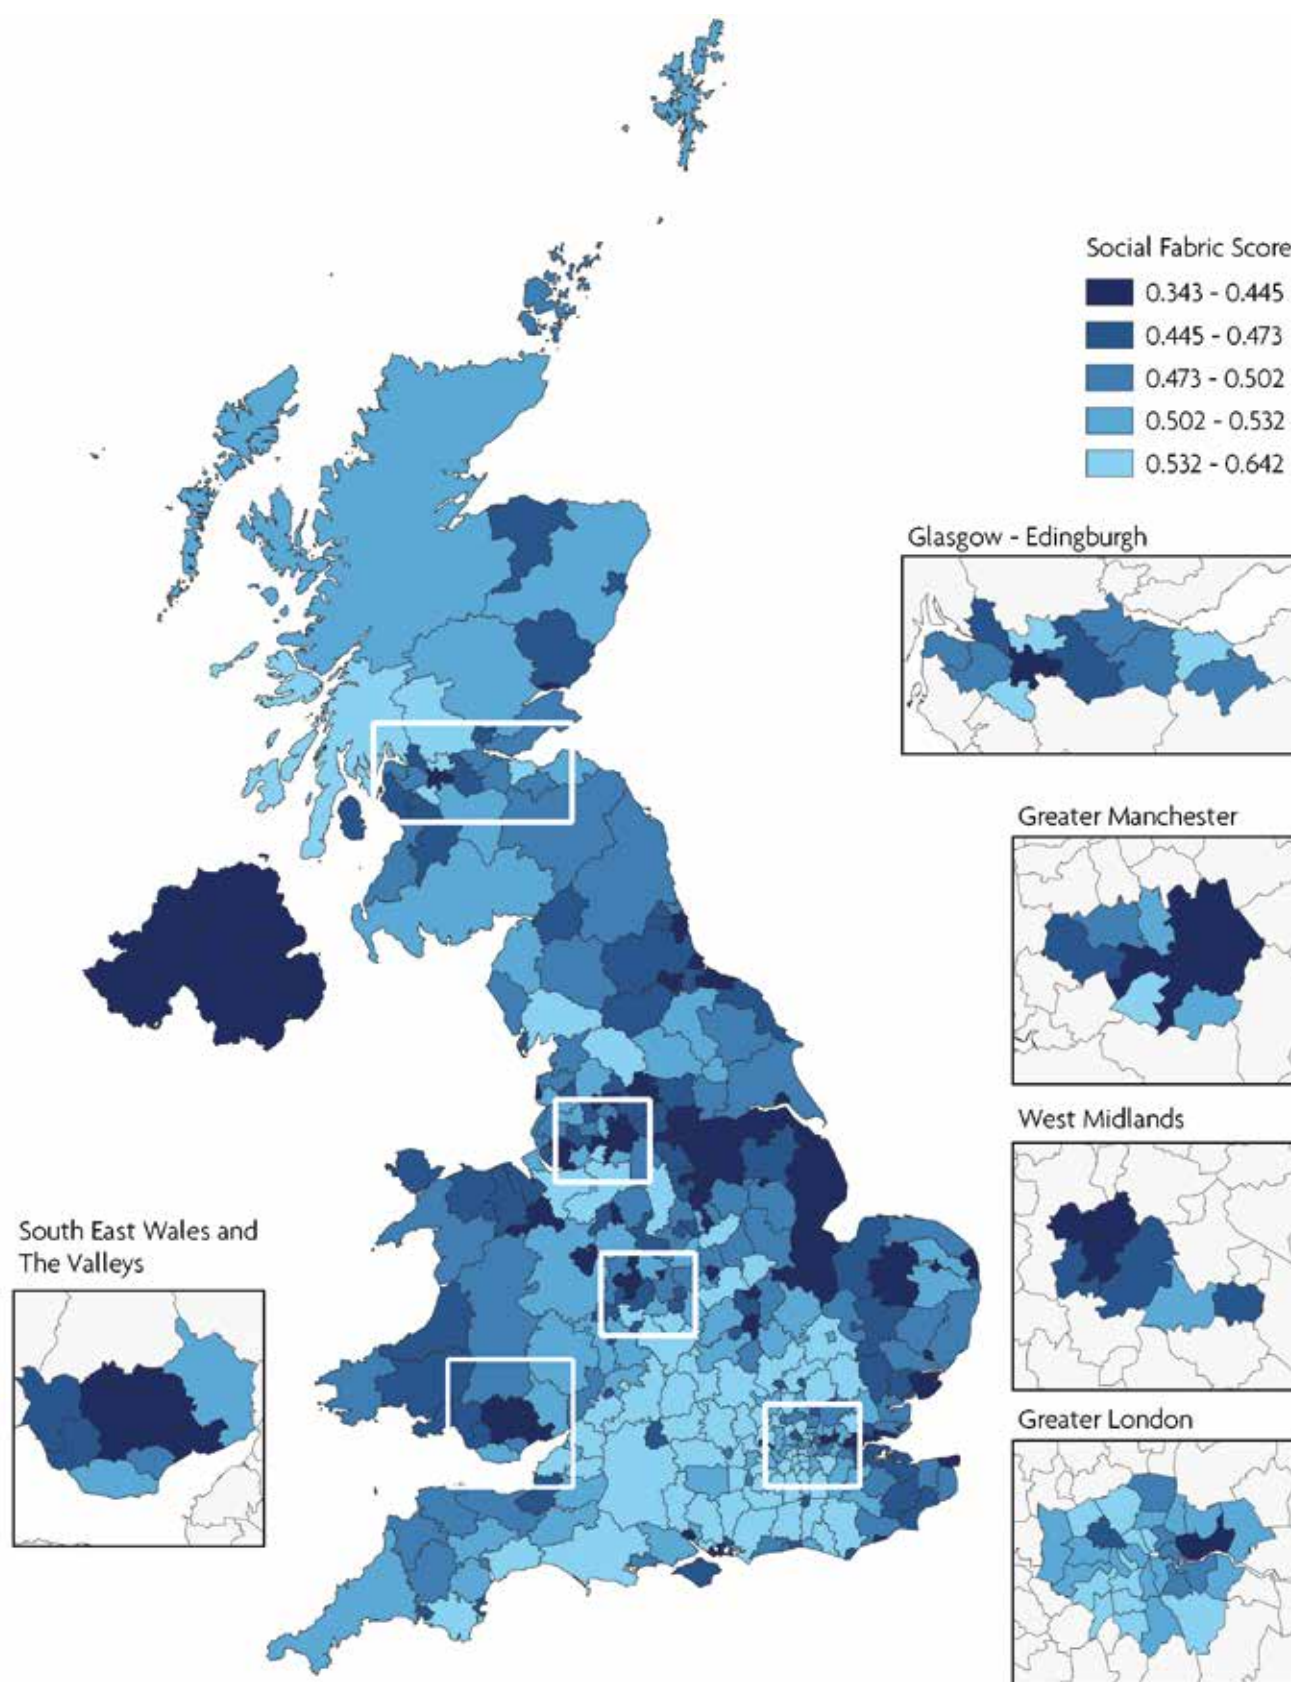 Social Fabric Score
0.343 - 0.445
0.445 - 0.473
0.473 - 0.502
0.502 - 0.532
0.532 - 0.642
Glasgow - Edingburgh
Greater Manchester
West Midlands
South East Wales and
The Valleys
Greater London